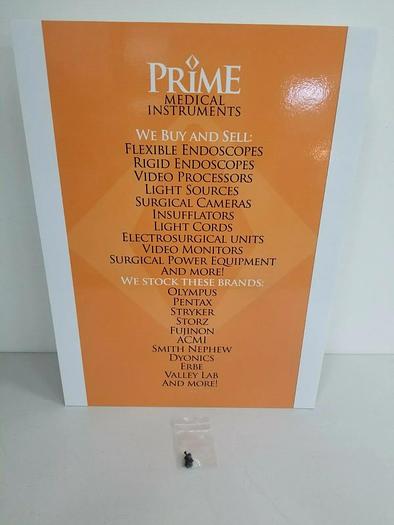 PRIME
MEDICAL
INSTRUMENTS
WE BUY AND SELL:
FLEXIBLE ENDOSCOPES
RIGID ENDOSCOPES
VIDEO PROCESSORS
LIGHT SOURCES
SURGICAL CAMERAS
INSUFFLATORS
LIGHT CORDS
ELECTROSURGICAL UNITS
VIDEO MONITORS
SURGICAL POWER EQUIPMENT
AND MORE!
WE STOCK THESE BRANDS:
OLYMPUS
PENTAX
STRYKER
STORZ
FUJINON
ACMI
SMITH NEPHEW
DYONICS
ERBE
VALLEY LAB
AND MORE!